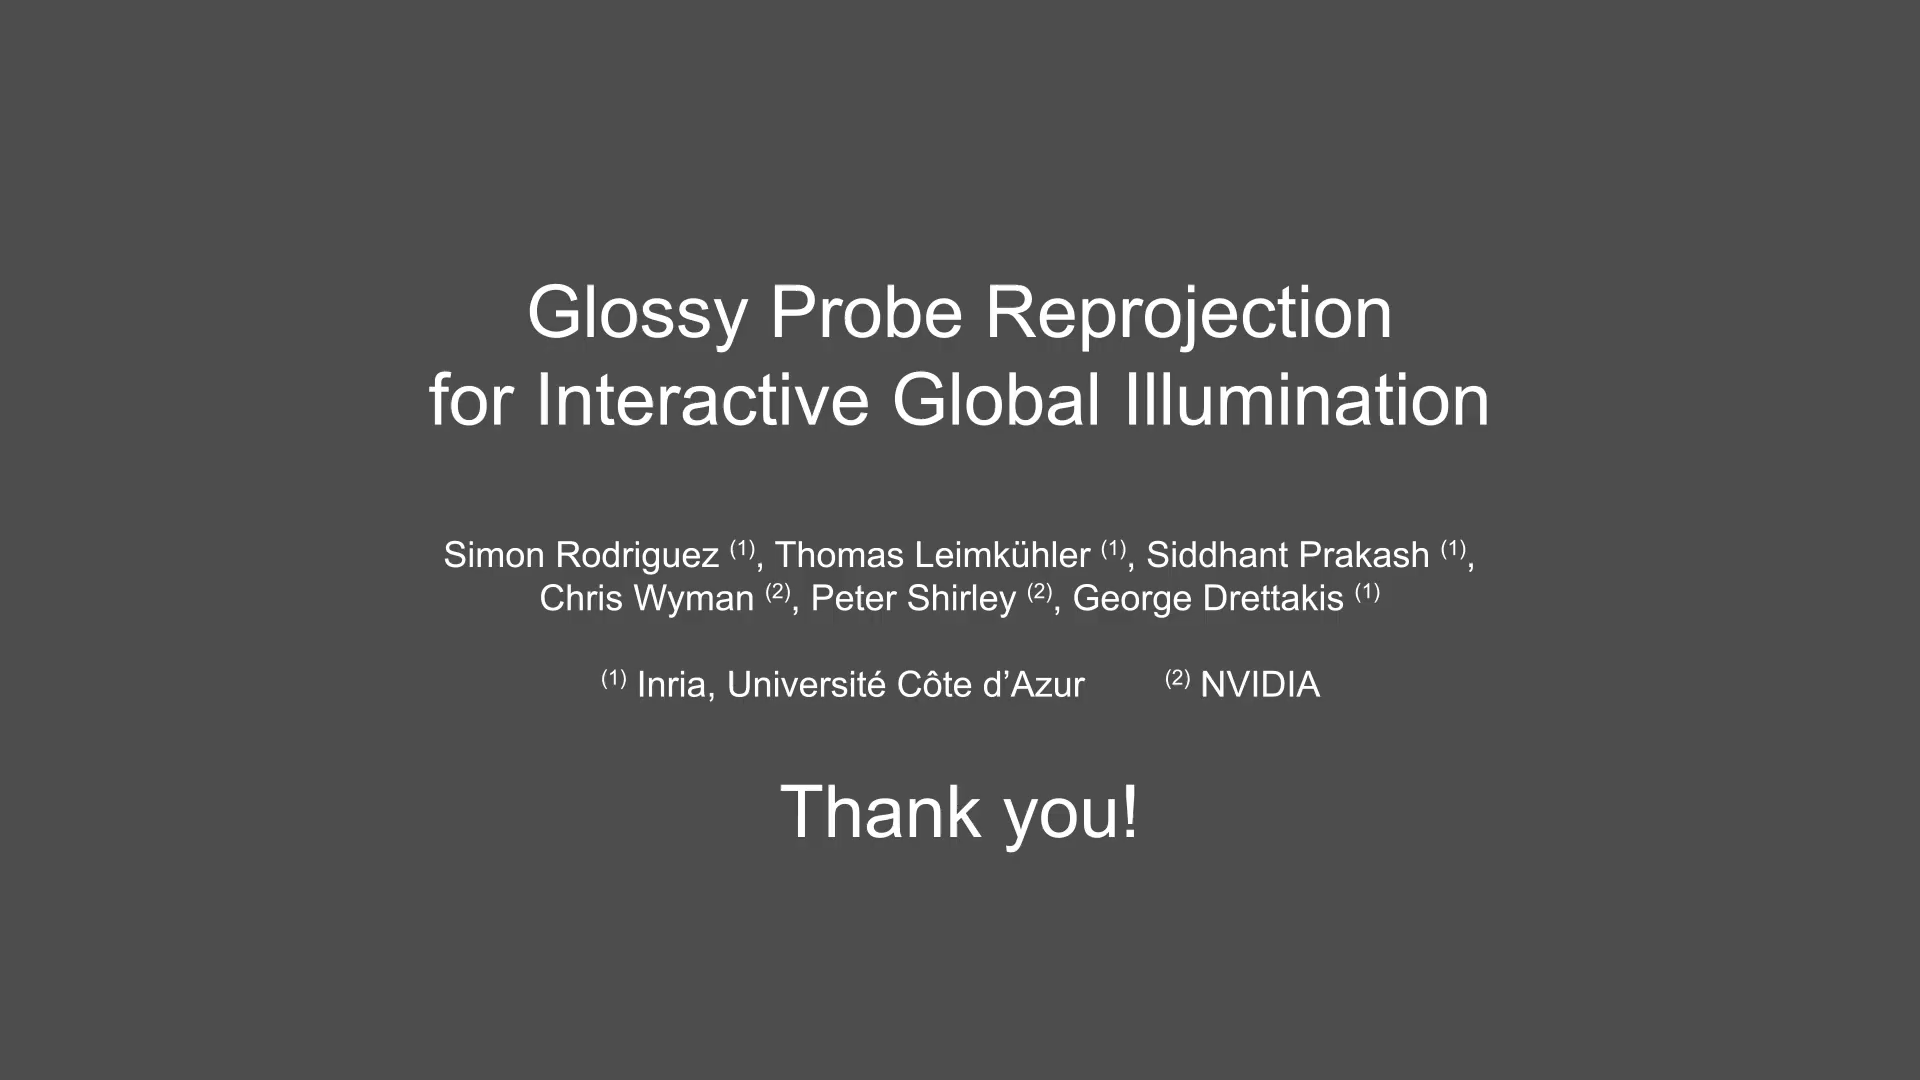 Glossy Probe Reprojection
for Interactive Global Illumination
Simon Rodriguez (1), Thomas Leimkühler (1), Siddhant Prakash (1),
Chris Wyman (2), Peter Shirley (2), George Drettakis (1)
(1) Inria, Université Côte d’Azur (2) NVIDIA
Thank you!